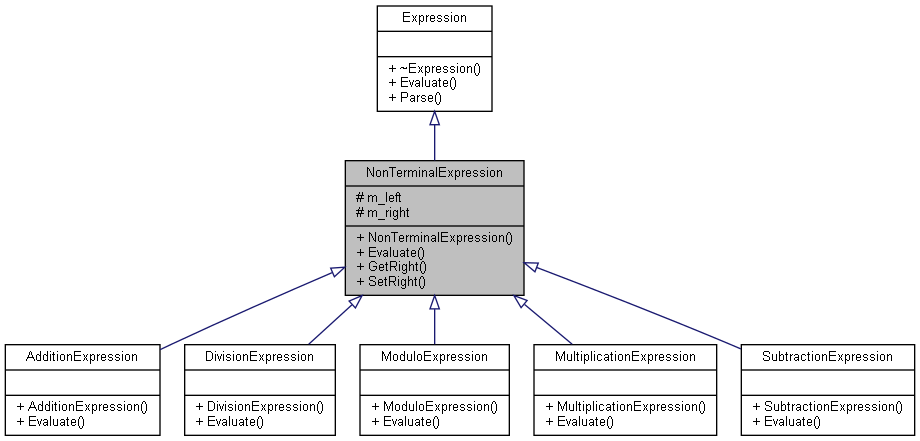 Expression
+ ~Expression()
+ Evaluate()
+ Parse()
NonTerminalExpression
# m_left
# m_right
+ NonTerminalExpression()
+ Evaluate()
+ GetRight()
+ SetRight()
AdditionExpression
+ AdditionExpression()
+ Evaluate()
DivisionExpression
+ DivisionExpression()
+ Evaluate()
ModuloExpression
+ ModuloExpression()
+ Evaluate()
MultiplicationExpression
+ MultiplicationExpression()
+ Evaluate()
SubtractionExpression
+ SubtractionExpression()
+ Evaluate()